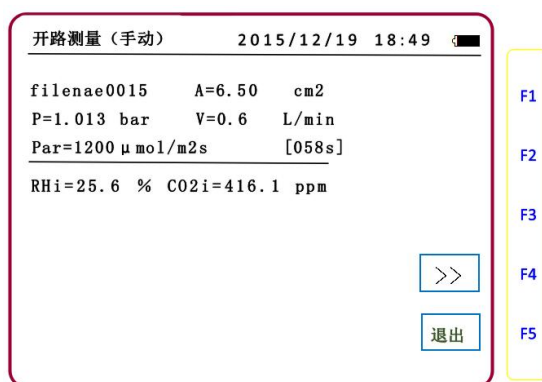 开路测量（手动） 2015/12/19 18:49
filenae0015 A=6.50 cm2
P=1.013 bar V=0.6 L/min
Par=1200μmol/m2s [058s]
RHi=25.6 % CO2i=416.1 ppm
>>
退出
F1
F2
F3
F4
F5